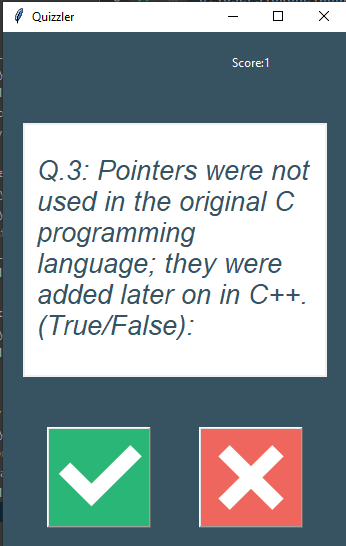 Quizzler
Score:1
Q.3: Pointers were not
used in the original C
programming
language; they were
added later on in C++.
(True/False):